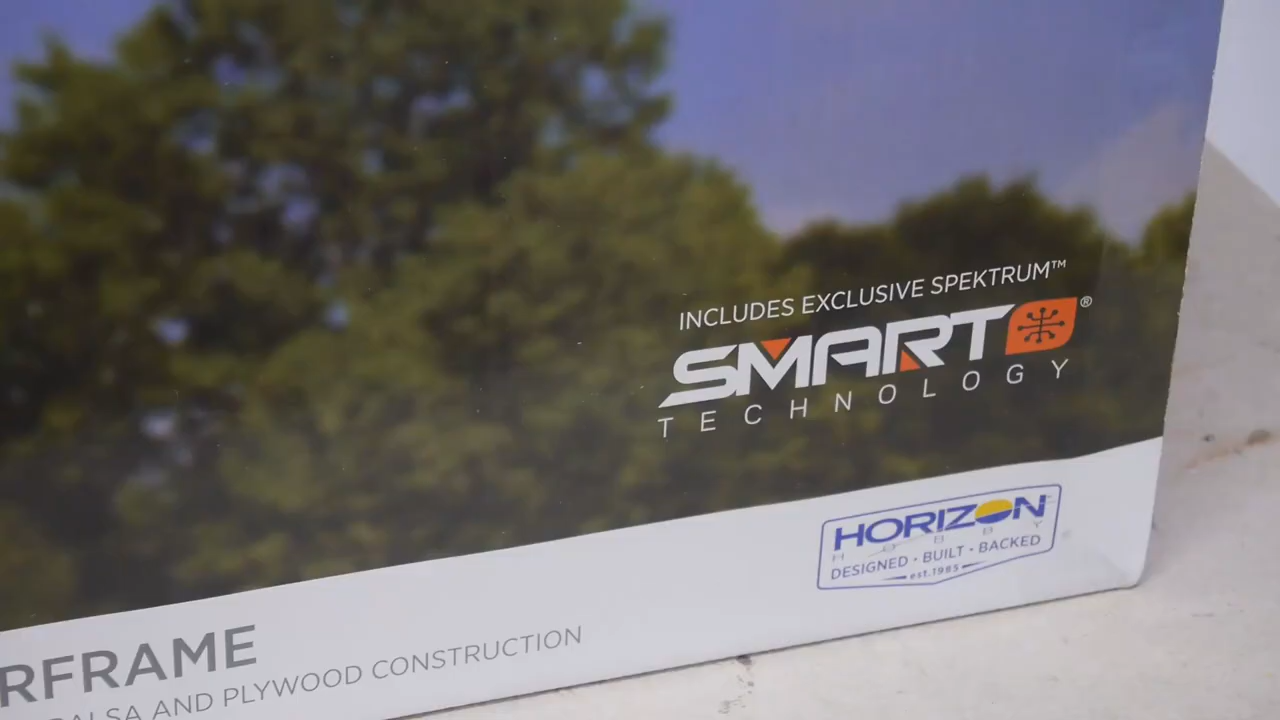 INCLUDES EXCLUSIVE SPEKTRUM™
SMART®
TECHNOLOGY
HORIZON
HOBBY
DESIGNED · BUILT · BACKED
est.1985
RFRAME
ALSA AND PLYWOOD CONSTRUCTION